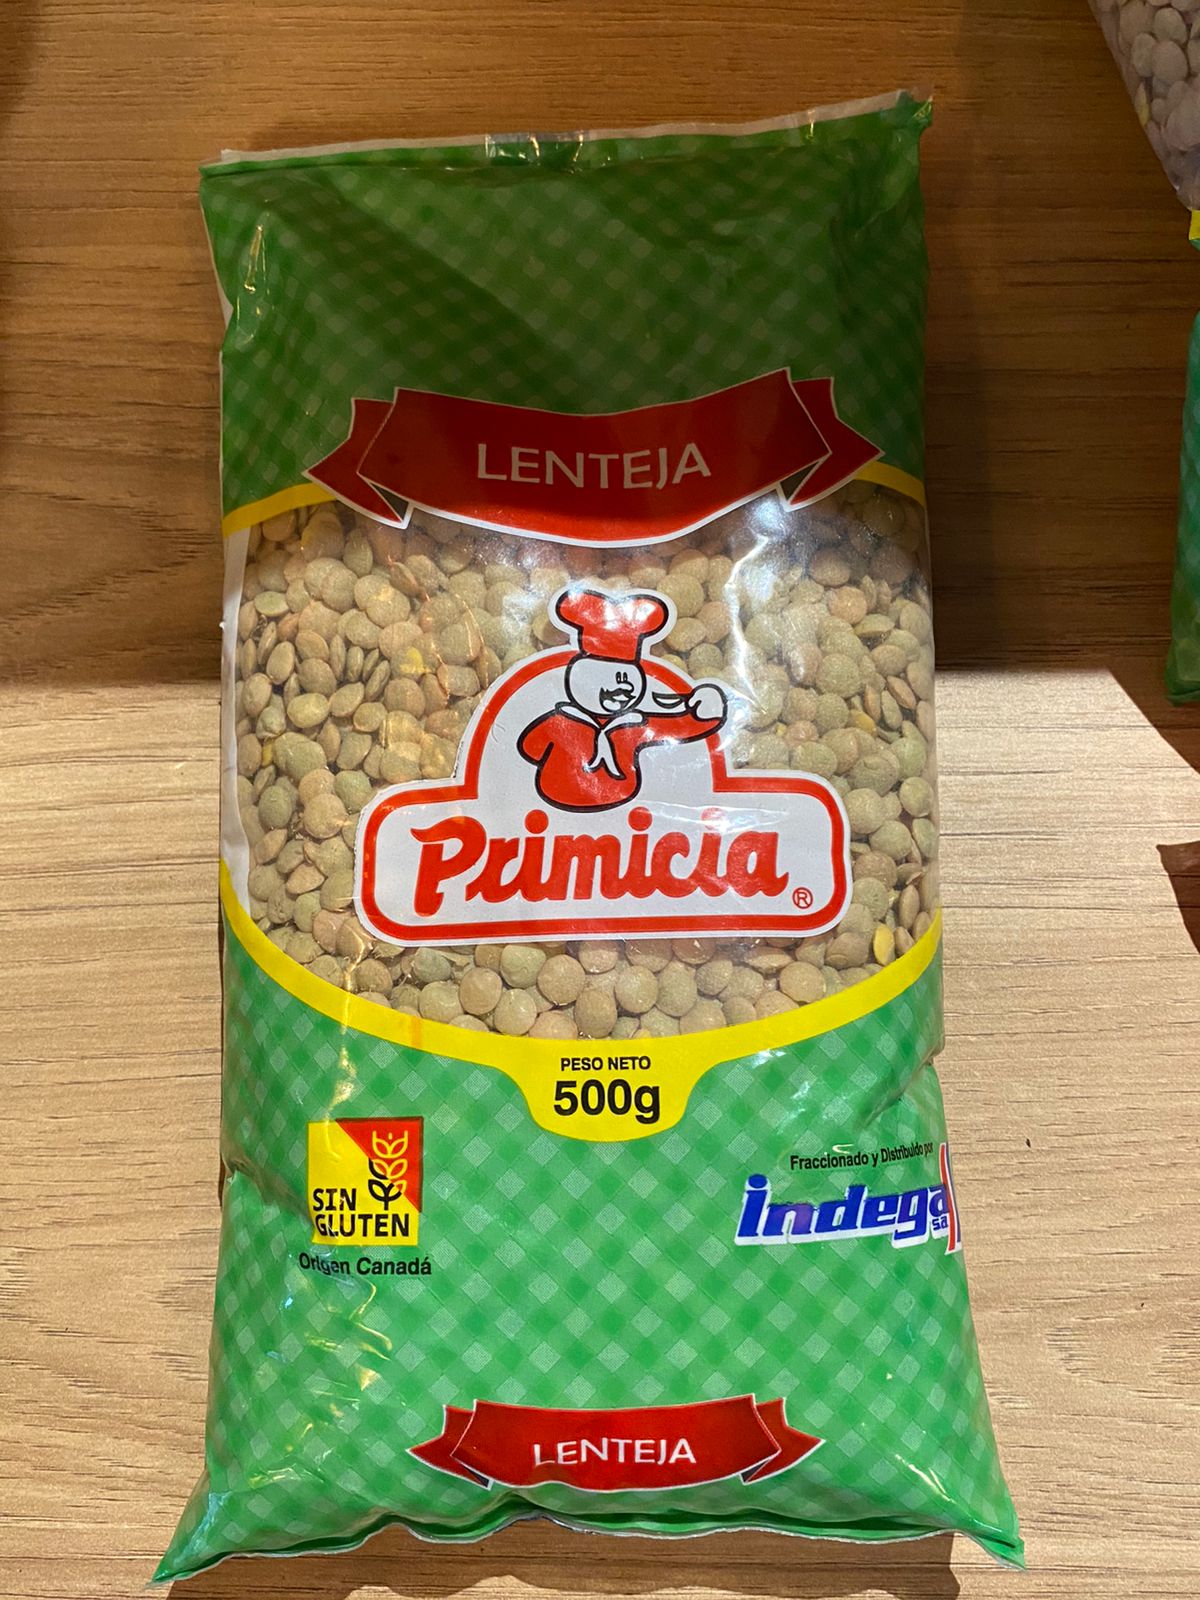 LENTEJA
Primicia ®
PESO NETO
500g
SIN
GLUTEN
Origen Canadá
Fraccionado y Distribuido por
indega
s.a.
LENTEJA